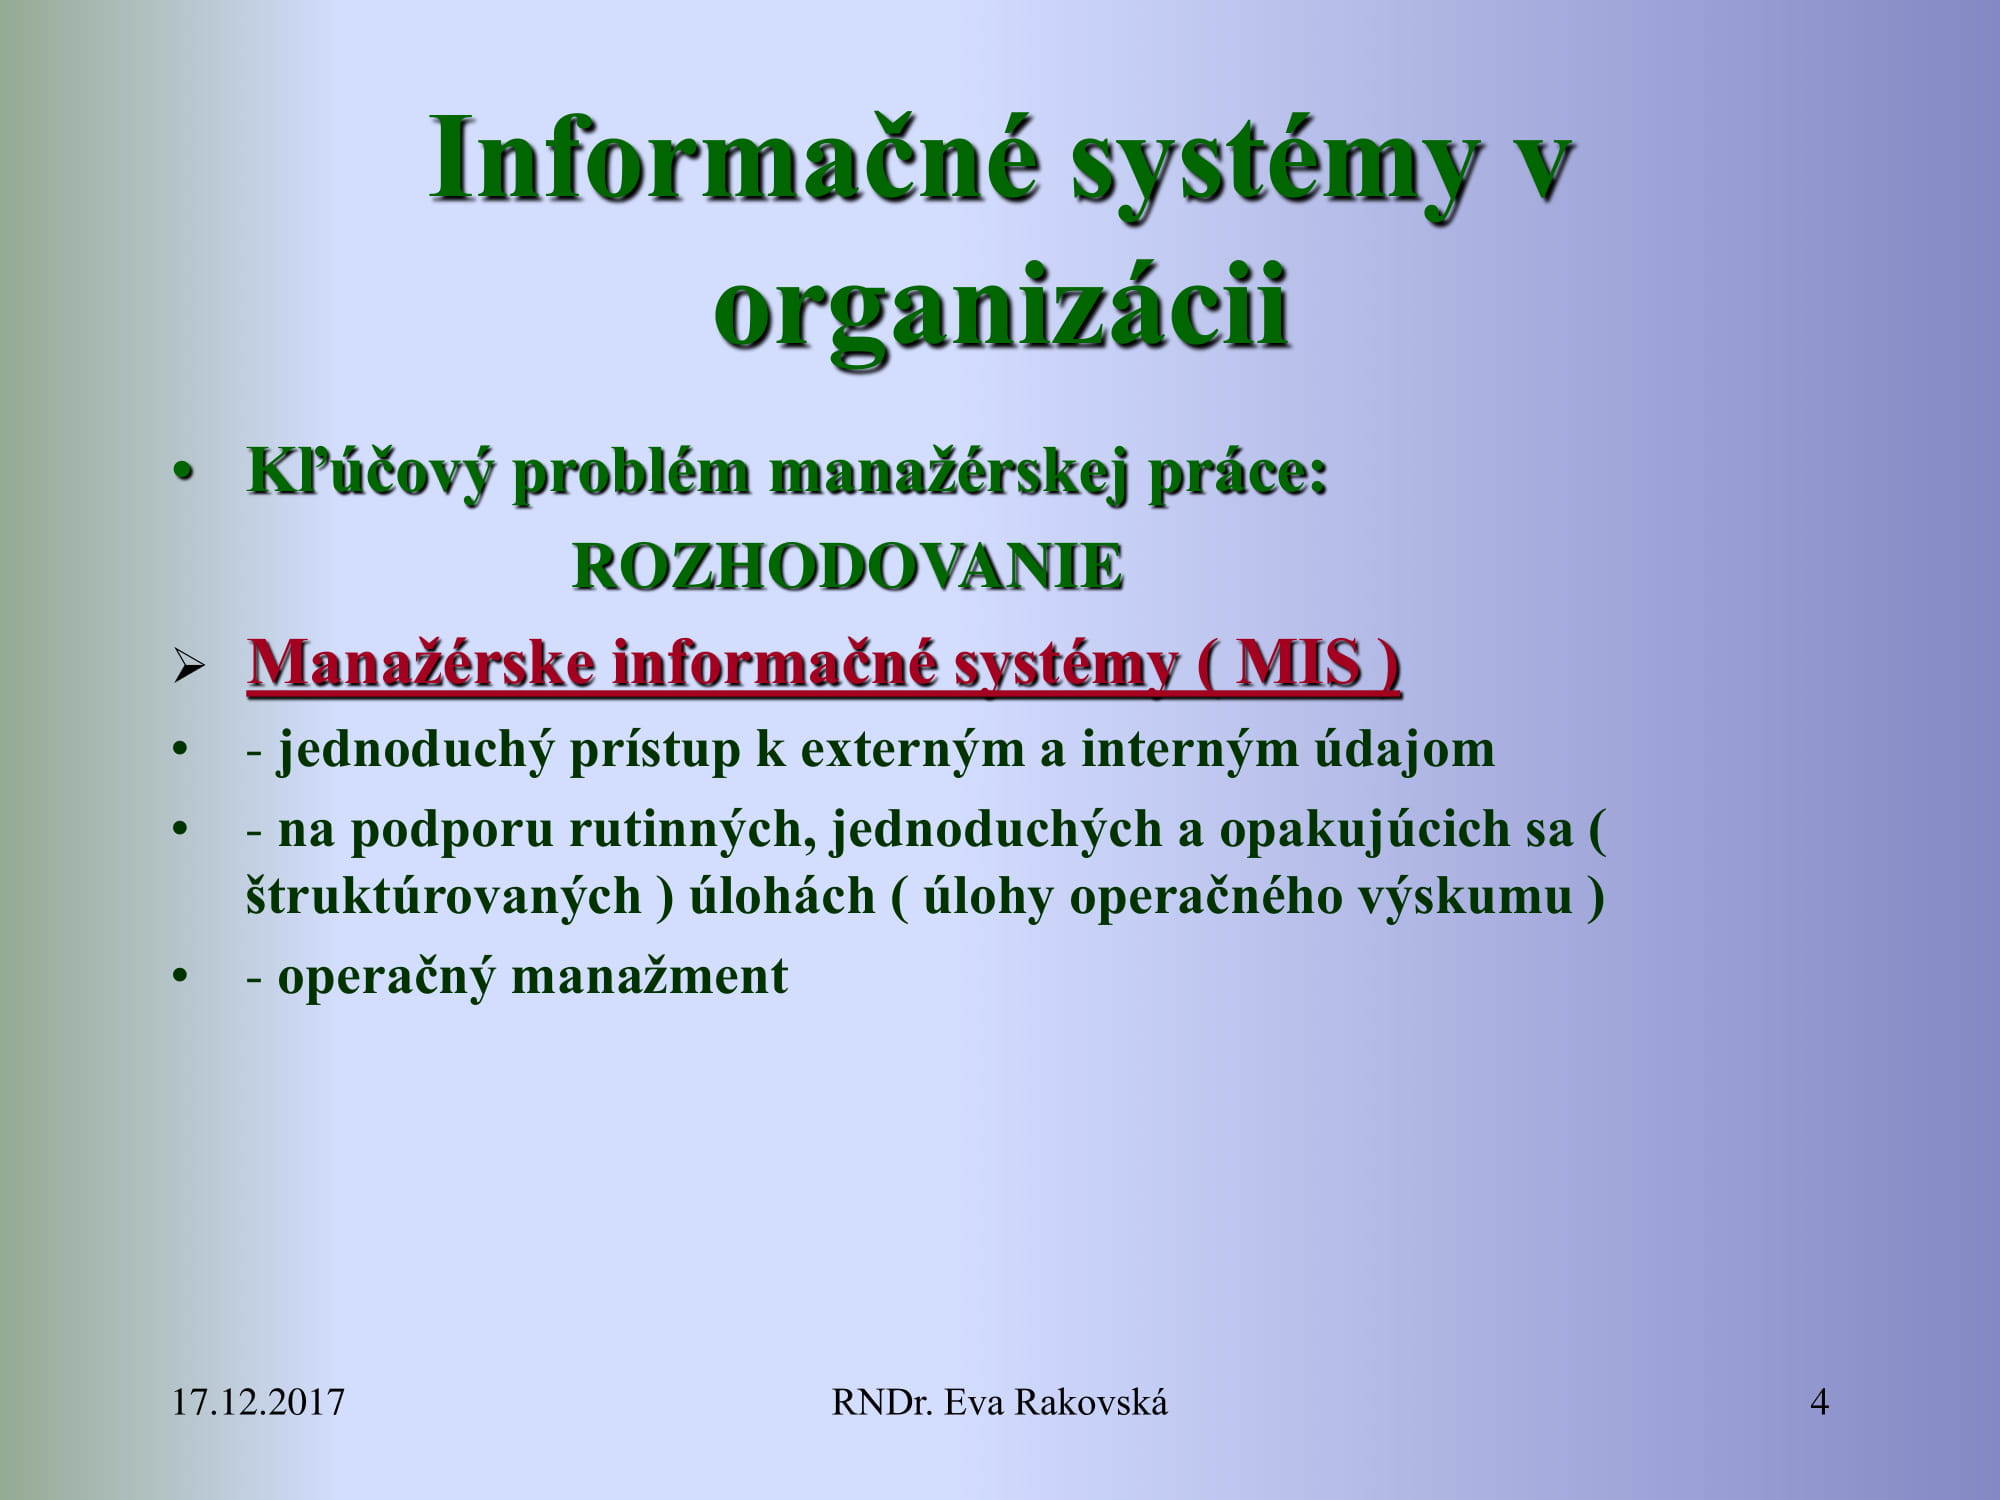 Informačné systémy v
organizácii
• Kľúčový problém manažérskej práce:
ROZHODOVANIE
➢ Manažérske informačné systémy ( MIS )
• - jednoduchý prístup k externým a interným údajom
• - na podporu rutinných, jednoduchých a opakujúcich sa (
štruktúrovaných ) úlohách ( úlohy operačného výskumu )
• - operačný manažment
17.12.2017 RNDr. Eva Rakovská 4